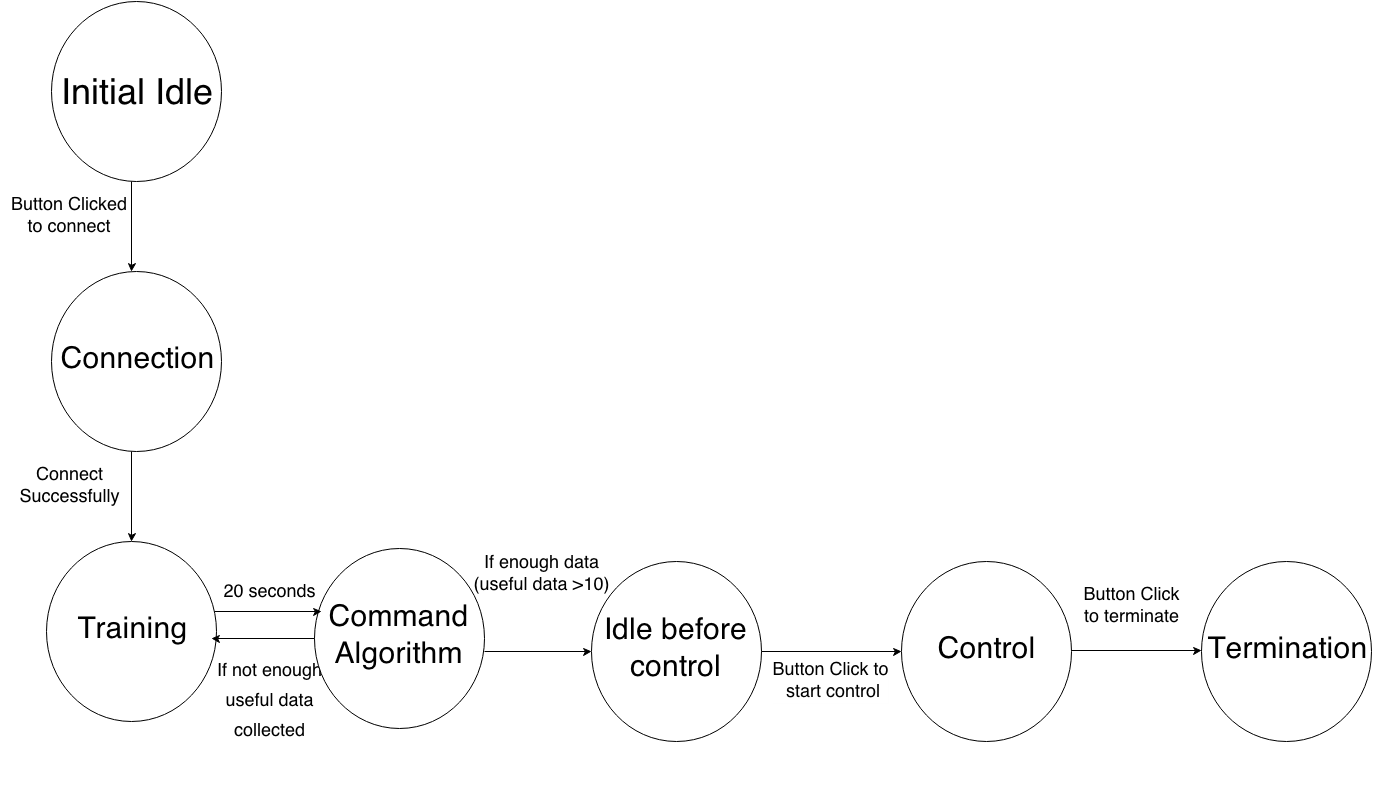 Initial Idle
Button Clicked
to connect
Connection
Connect
Successfully
Training
20 seconds
If not enough
useful data
collected
Command
Algorithm
If enough data
(useful data >10)
Idle before
control
Button Click to
start control
Control
Button Click
to terminate
Termination